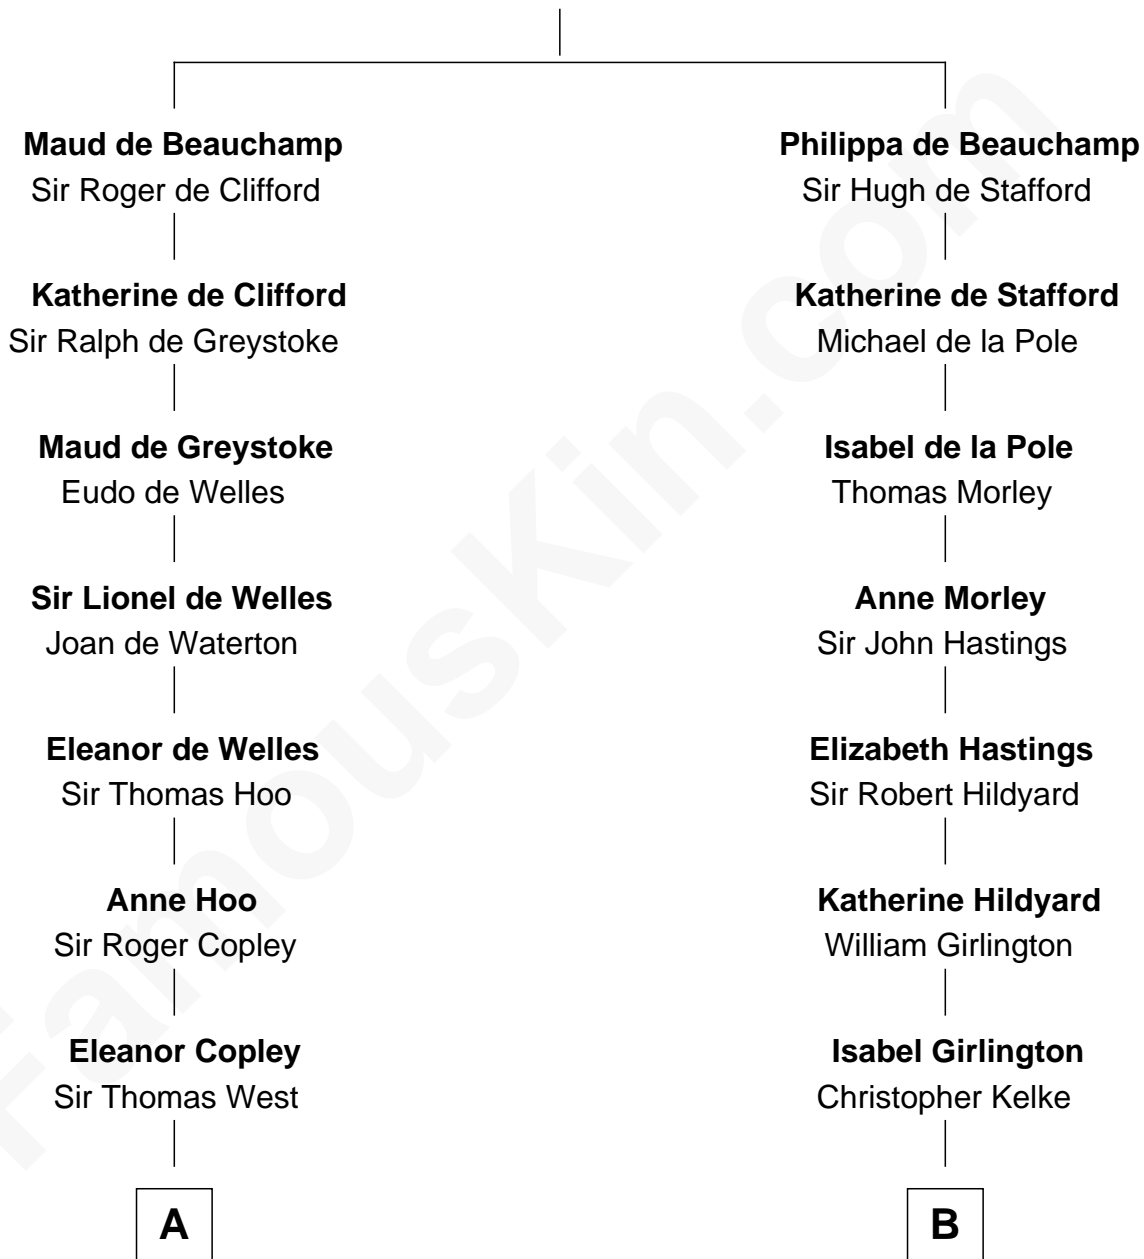 Maud de Beauchamp
Sir Roger de Clifford
Katherine de Clifford
Sir Ralph de Greystoke
Maud de Greystoke
Eudo de Welles
Sir Lionel de Welles
Joan de Waterton
Eleanor de Welles
Sir Thomas Hoo
Anne Hoo
Sir Roger Copley
Eleanor Copley
Sir Thomas West
A
Philippa de Beauchamp
Sir Hugh de Stafford
Katherine de Stafford
Michael de la Pole
Isabel de la Pole
Thomas Morley
Anne Morley
Sir John Hastings
Elizabeth Hastings
Sir Robert Hildyard
Katherine Hildyard
William Girlington
Isabel Girlington
Christopher Kelke
B
FamousKin.com